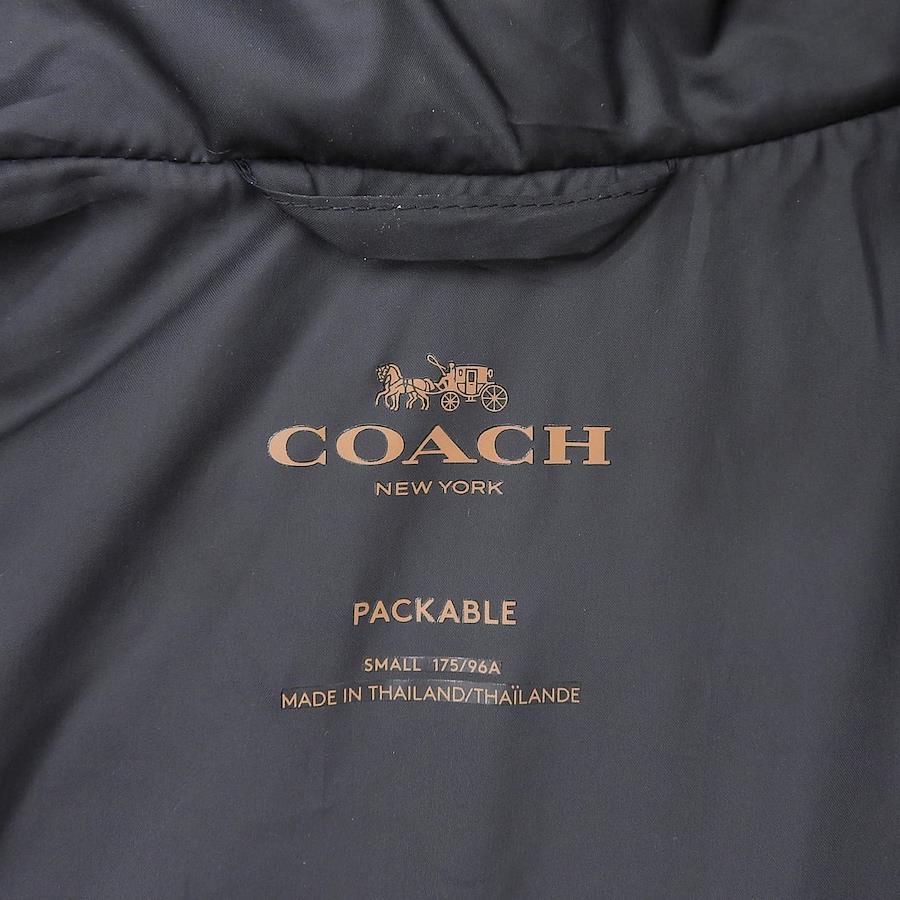 COACH
NEW YORK
PACKABLE
SMALL 175/96A
MADE IN THAILAND/THAÏLANDE